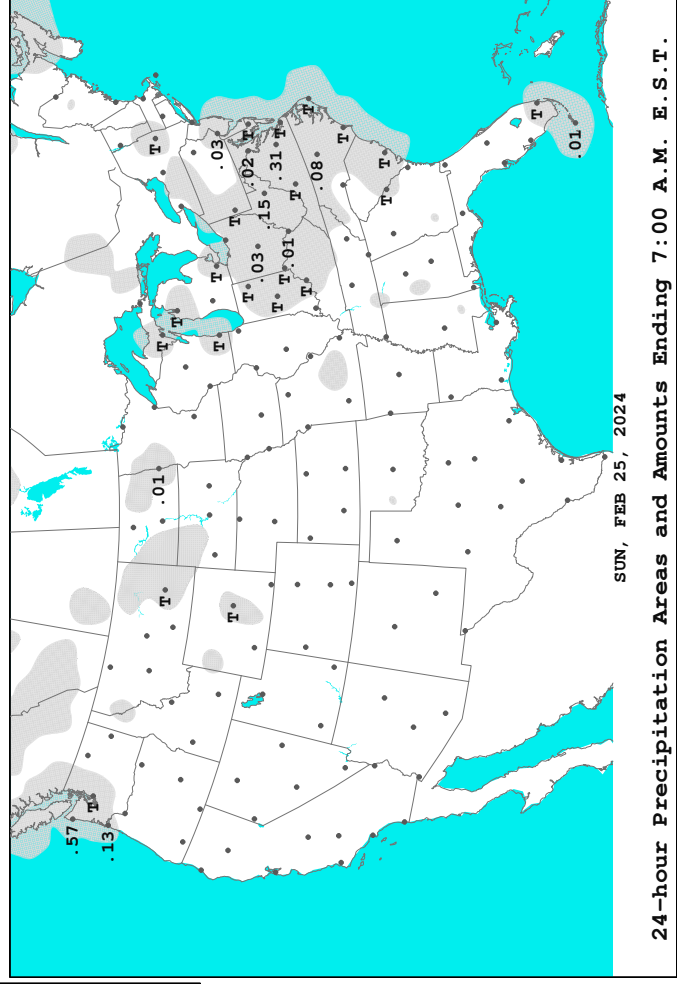 .57
T
.13
T
.01
T
T
T
T
.03
T
T
T
T
.02
T
.03
.15
.31
T
T
T
.01
T
T
T
.08
T
T
T
T
.01
SUN, FEB 25, 2024
24-hour Precipitation Areas and Amounts Ending 7:00 A.M. E.S.T.